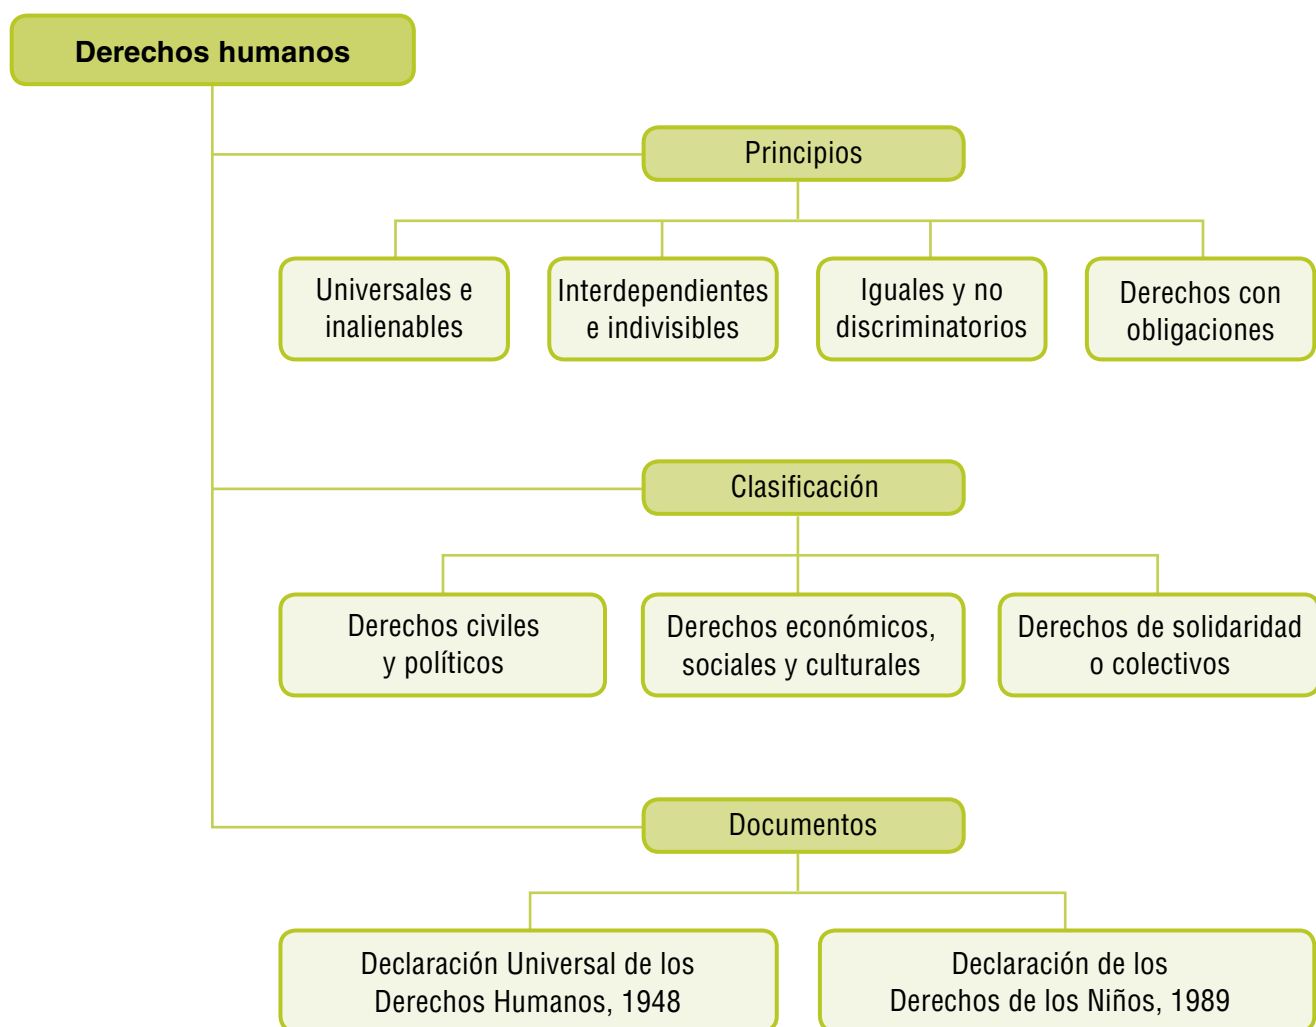 Derechos humanos
Principios
Universales e
inalienables
Interdependientes
e indivisibles
Iguales y no
discriminatorios
Derechos con
obligaciones
Clasificación
Derechos civiles
y políticos
Derechos económicos,
sociales y culturales
Derechos de solidaridad
o colectivos
Documentos
Declaración Universal de los
Derechos Humanos, 1948
Declaración de los
Derechos de los Niños, 1989